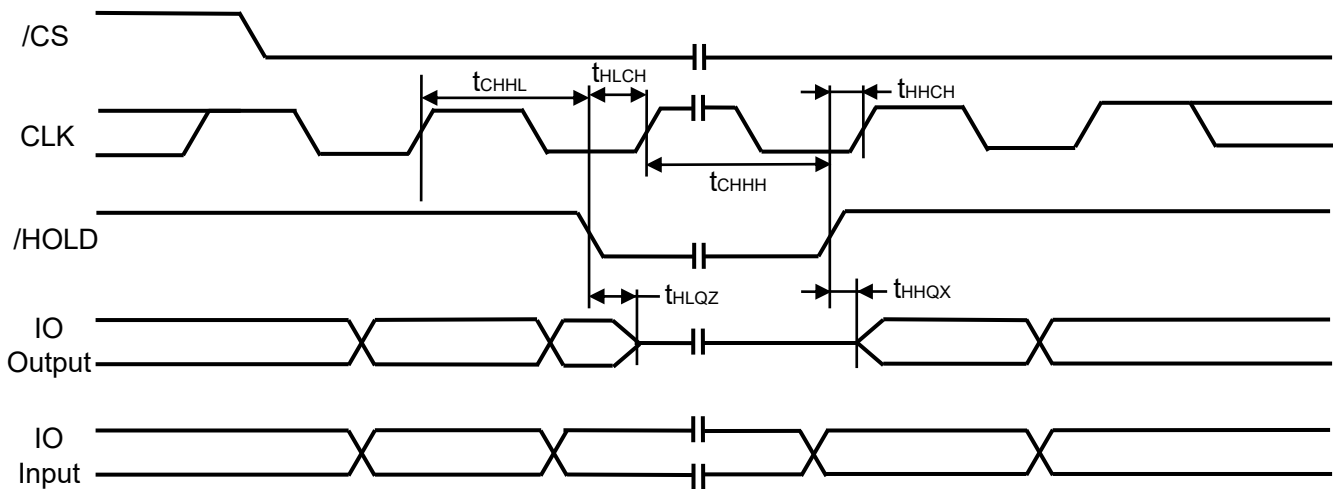 /CS
tCHHL
tHLCH
tHHCH
CLK
tCHHH
/HOLD
tHLQZ
tHHQX
IO
Output
IO
Input